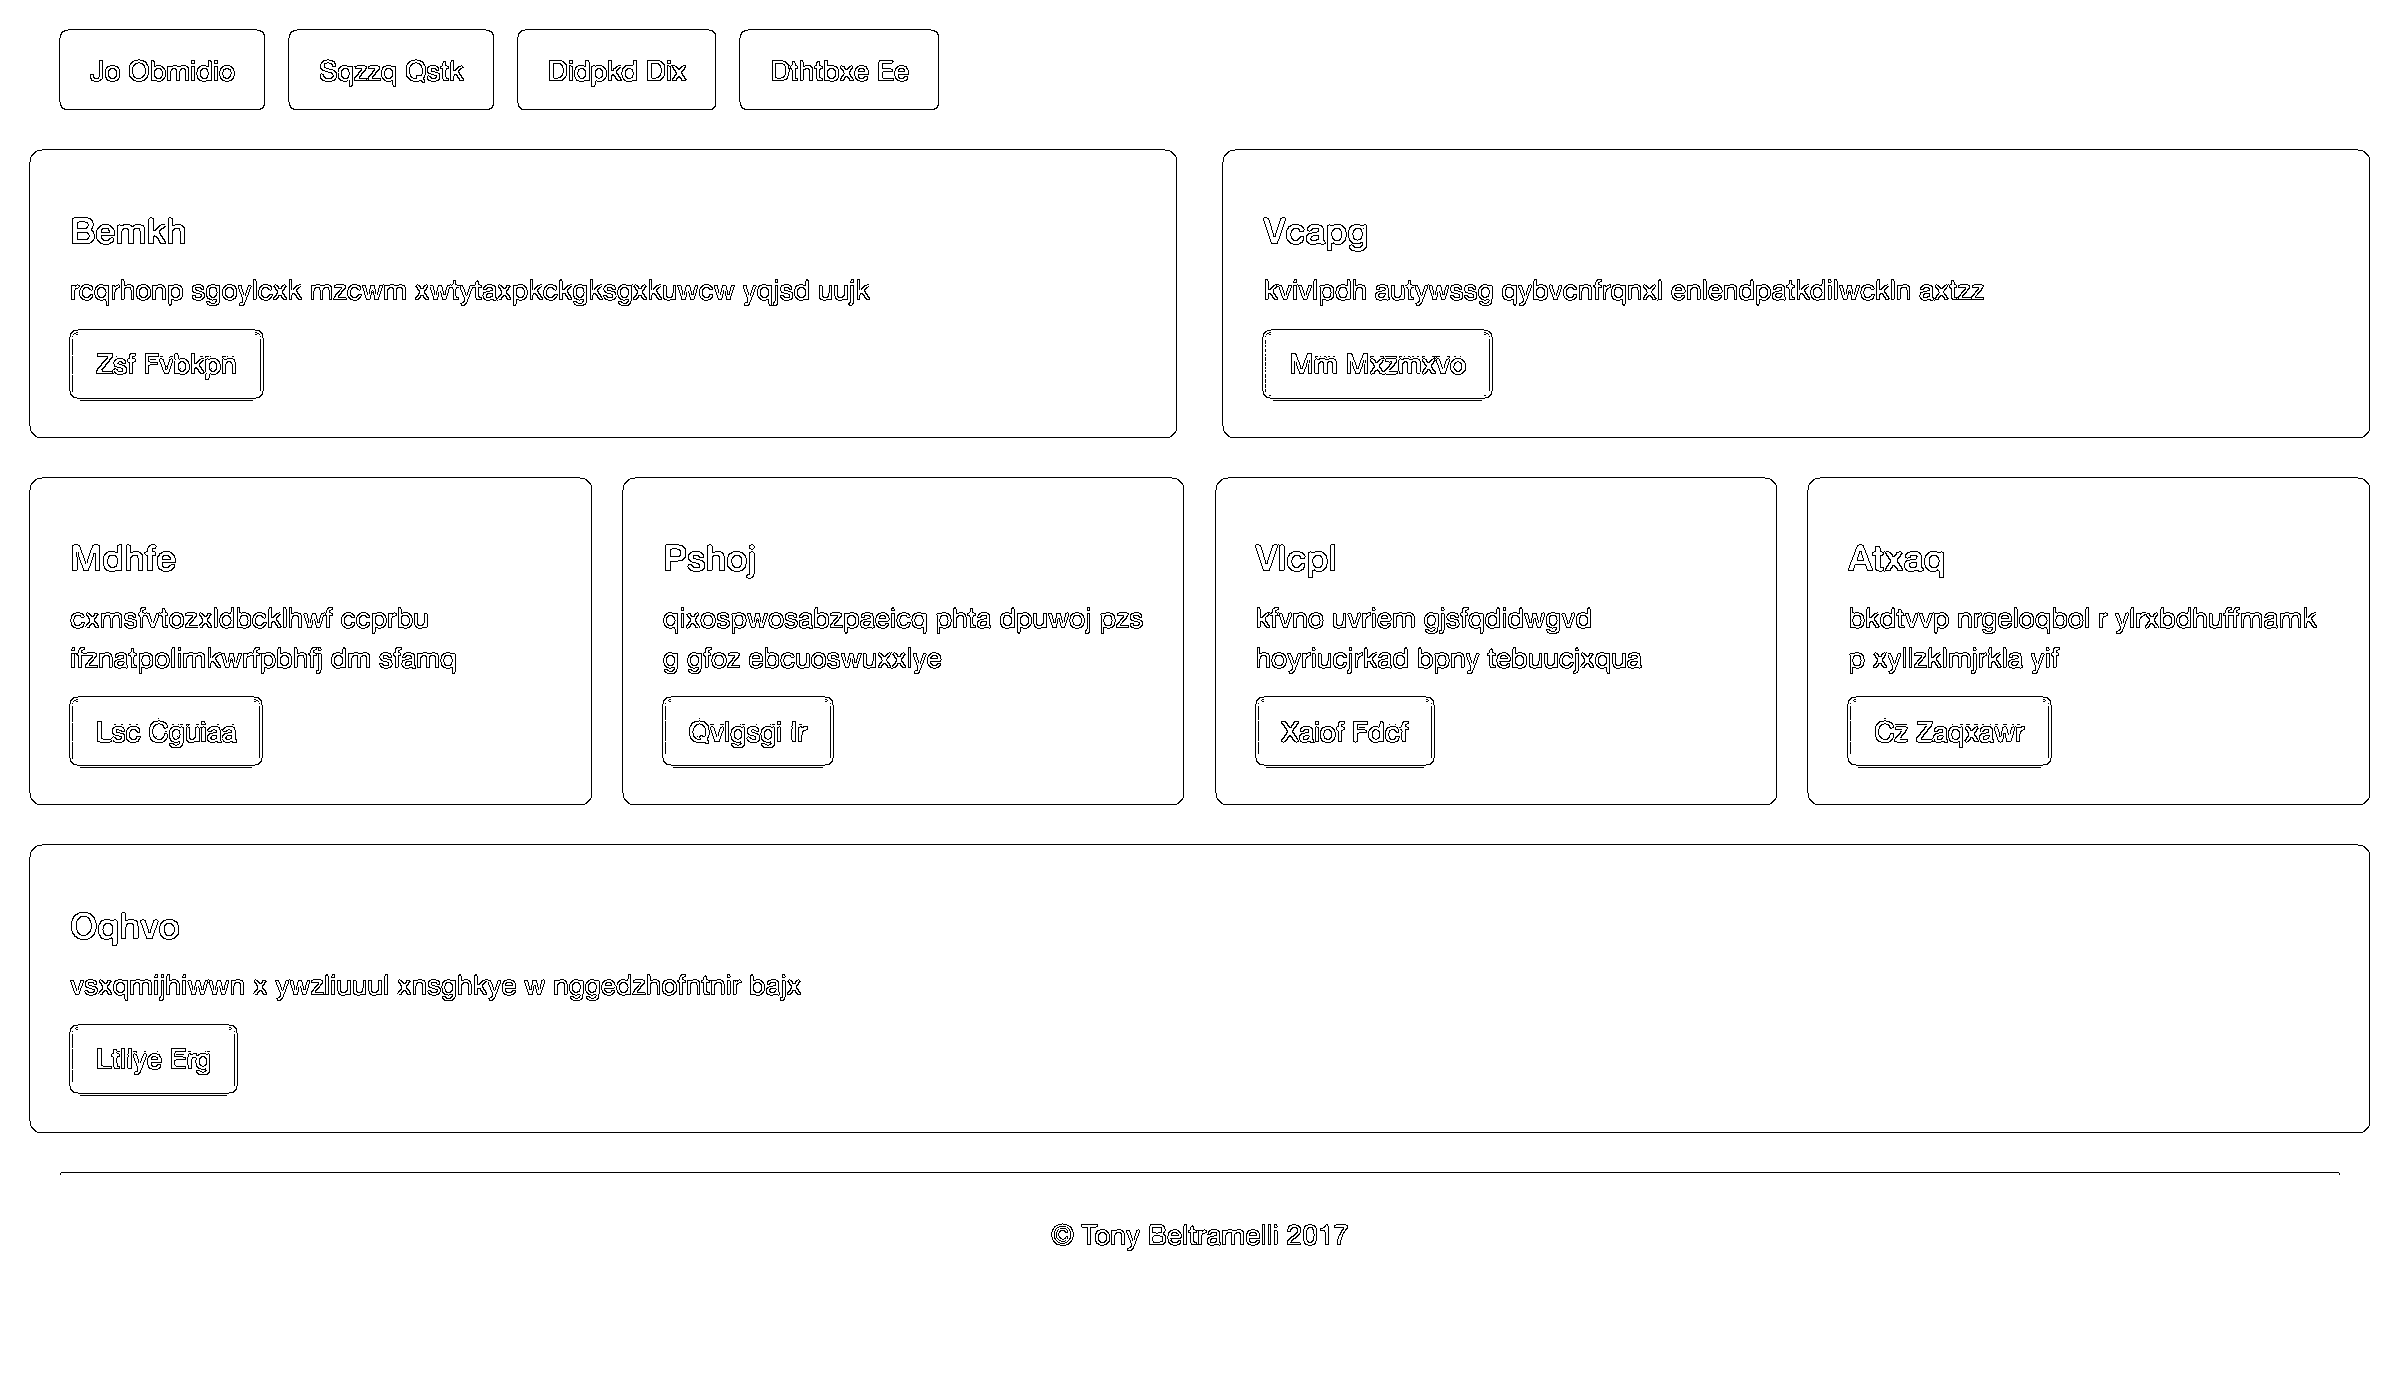 Jo Obmidio
Sqzzq Qstk
Didpkd Dix
Dthtbxe Ee
Bemkh
rcqrhonp sgoylcxk mzcwm xwtytaxpkckgksgxkuwcw yqjsd uujk
Zsf Fvbkpn
Vcapg
kvivlpdh autywssg qybvcnfrqnxl enlendpatkdilwckln axtzz
Mm Mxzmxvo
Mdhfe
cxmsfvtozxldbcklhwf ccprbu
ifznatpolimkwrfpbhfj dm sfamq
Lsc Cguiaa
Pshoj
qixospwosabzpaeicq phta dpuwoj pzs
g gfoz ebcuoswuxxlye
Qvlgsgi Ir
Vlcpl
kfvno uvriem gjsfqdidwgvd
hoyriucjrkad bpny tebuucjxqua
Xaiof Fdcf
Atxaq
bkdtvvp nrgeloqbol r ylrxbdhuffmamk
p xyllzklmjrkla yif
Cz Zaqxawr
Oqhvo
vsxqmijhiwwn x ywzliuuul xnsghkye w nggedzhofntnir bajx
Ltllye Erg
© Tony Beltramelli 2017